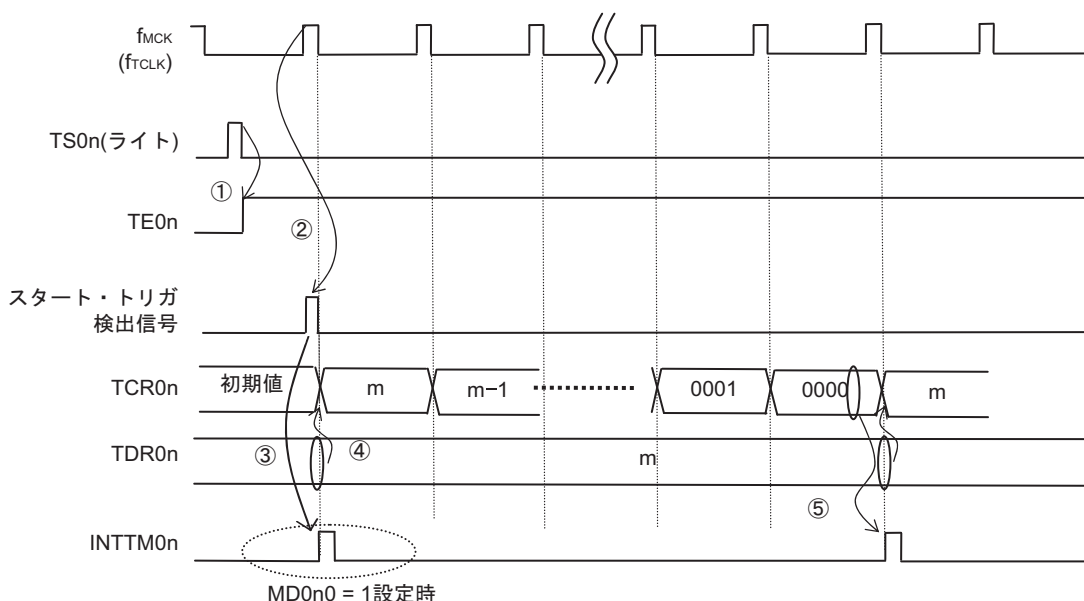 fMCK
(fTCLK)
TS0n(ライト)
①
TE0n
②
スタート・トリガ
検出信号
TCR0n
初期値
m
m−1
0001
0000
m
TDR0n
③
④
m
⑤
INTTM0n
MD0n0 = 1設定時